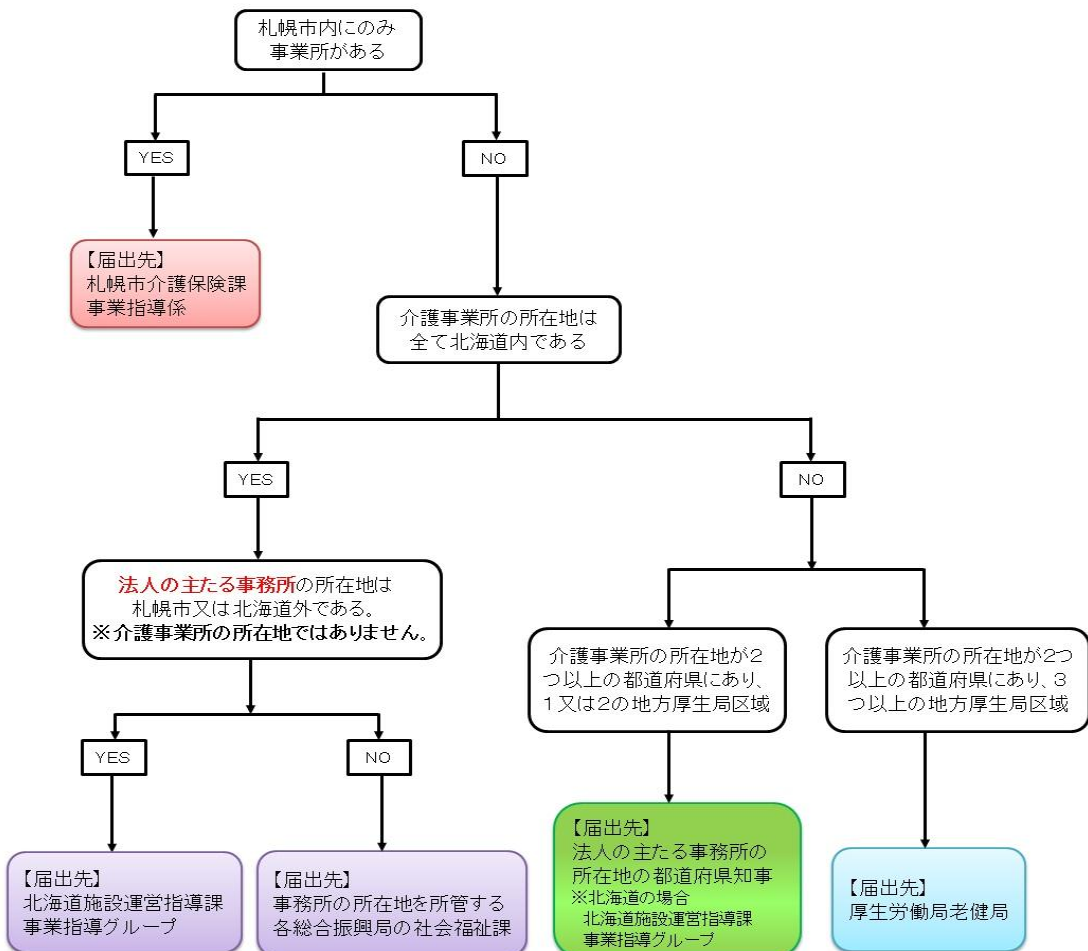 札幌市内にのみ
事業所がある
YES
NO
【届出先】
札幌市介護保険課
事業指導係
介護事業所の所在地は
全て北海道内である
YES
NO
法人の主たる事務所の所在地は
札幌市又は北海道外である。
※介護事業所の所在地ではありません。
介護事業所の所在地が2
つ以上の都道府県にあり、
1又は2の地方厚生局区域
介護事業所の所在地が2つ
以上の都道府県にあり、3
つ以上の地方厚生局区域
YES
NO
【届出先】
北海道施設運営指導課
事業指導グループ
【届出先】
事務所の所在地を所管する
各総合振興局の社会福祉課
【届出先】
法人の主たる事務所の
所在地の都道府県知事
※北海道の場合
北海道施設運営指導課
事業指導グループ
【届出先】
厚生労働局老健局